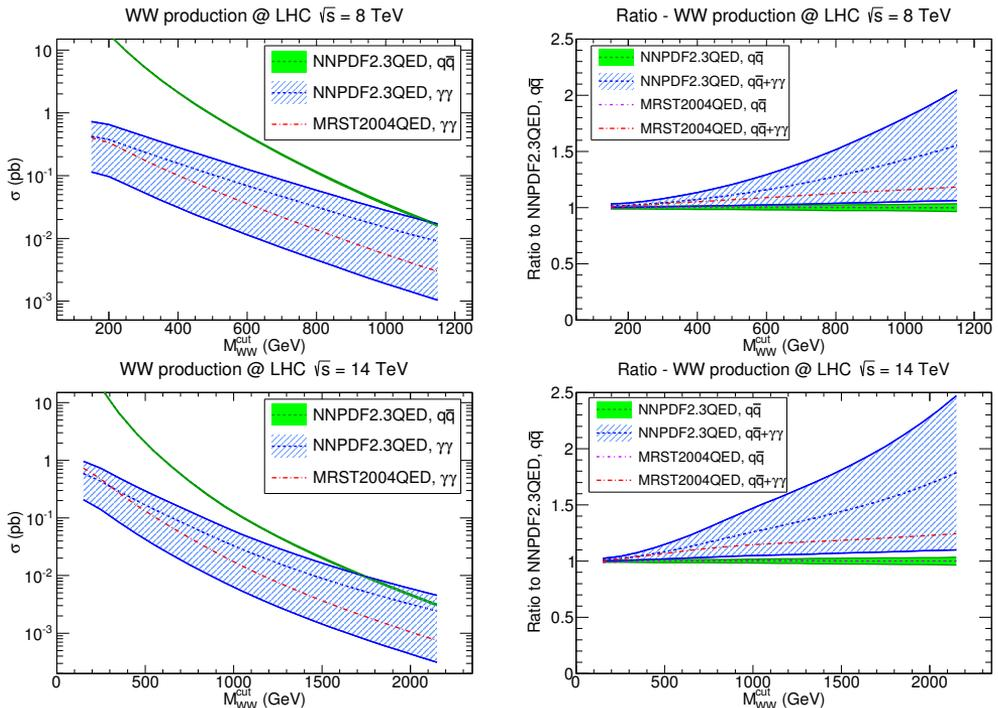 WW production @ LHC √s = 8 TeV
σ (pb)
10
1
10⁻¹
10⁻²
10⁻³
NNPDF2.3QED, qq̅
NNPDF2.3QED, γγ
MRST2004QED, γγ
200 400 600 800 1000 1200
M_WW^cut (GeV)
Ratio - WW production @ LHC √s = 8 TeV
Ratio to NNPDF2.3QED, qq̅
2.5
2
1.5
1
0.5
0
NNPDF2.3QED, qq̅
NNPDF2.3QED, qq̅+γγ
MRST2004QED, qq̅
MRST2004QED, qq̅+γγ
200 400 600 800 1000 1200
M_WW^cut (GeV)
WW production @ LHC √s = 14 TeV
σ (pb)
10
1
10⁻¹
10⁻²
10⁻³
NNPDF2.3QED, qq̅
NNPDF2.3QED, γγ
MRST2004QED, γγ
0 500 1000 1500 2000
M_WW^cut (GeV)
Ratio - WW production @ LHC √s = 14 TeV
Ratio to NNPDF2.3QED, qq̅
2.5
2
1.5
1
0.5
0
NNPDF2.3QED, qq̅
NNPDF2.3QED, qq̅+γγ
MRST2004QED, qq̅
MRST2004QED, qq̅+γγ
0 500 1000 1500 2000
M_WW^cut (GeV)